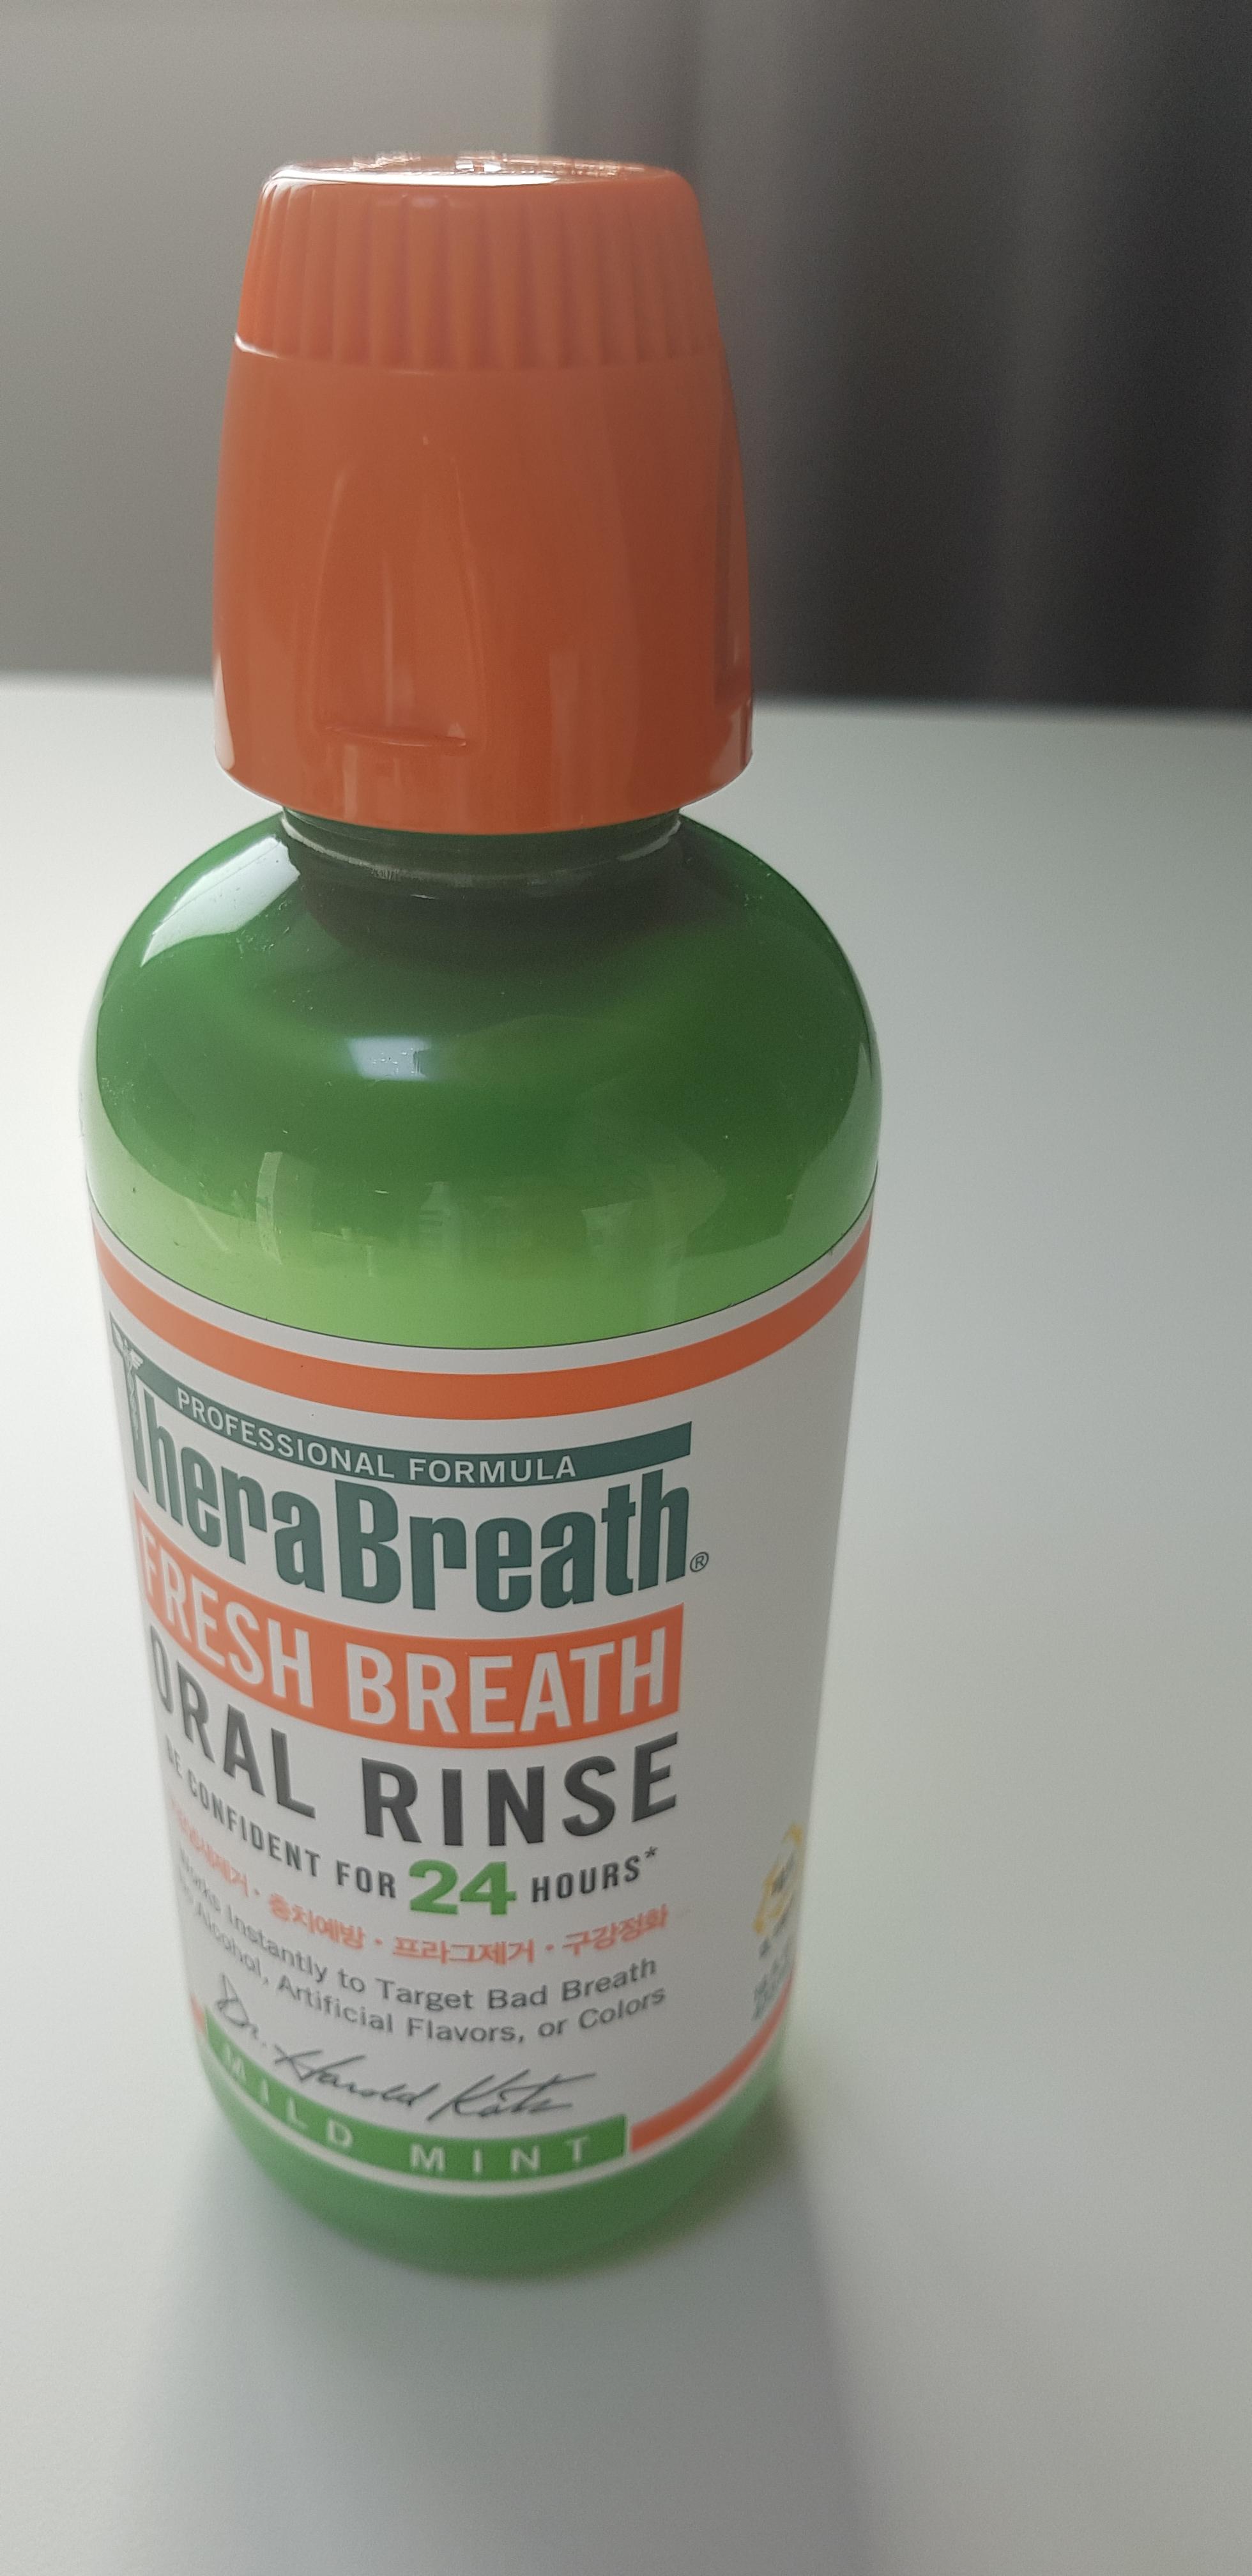 PROFESSIONAL FORMULA
TheraBreath®
FRESH BREATH
ORAL RINSE
BE CONFIDENT FOR 24 HOURS*
· 충치예방 · 프라그제거 · 구강정화
Works Instantly to Target Bad Breath
Alcohol, Artificial Flavors, or Colors
Dr. Harold Katz
MILD MINT